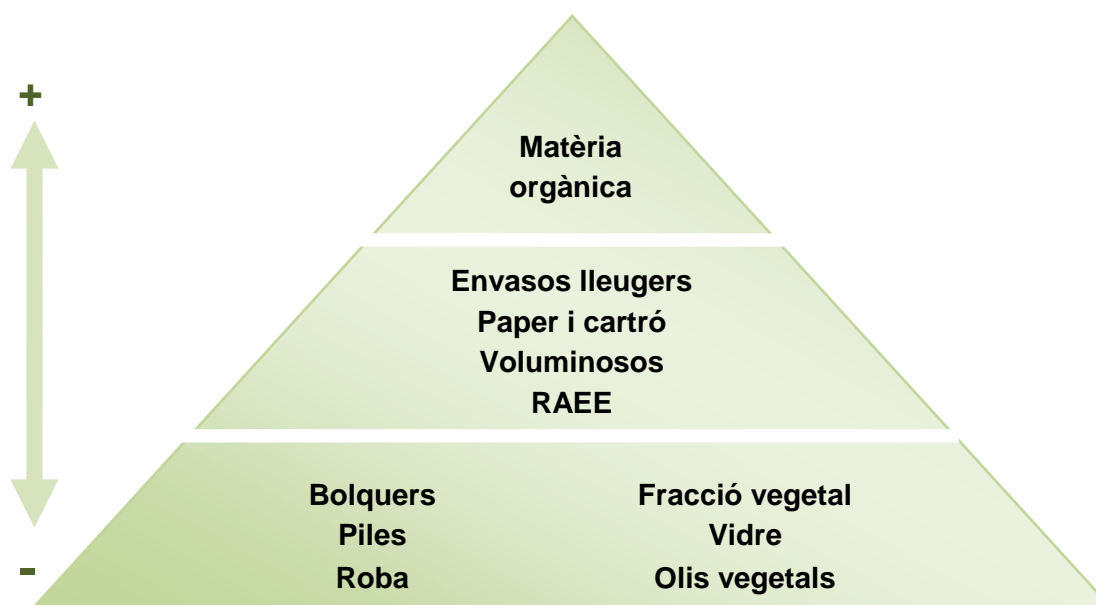 +
Matèria
orgànica
Envasos lleugers
Paper i cartró
Voluminosos
RAEE
Bolquers
Piles
Roba
Fracció vegetal
Vidre
Olis vegetals
-